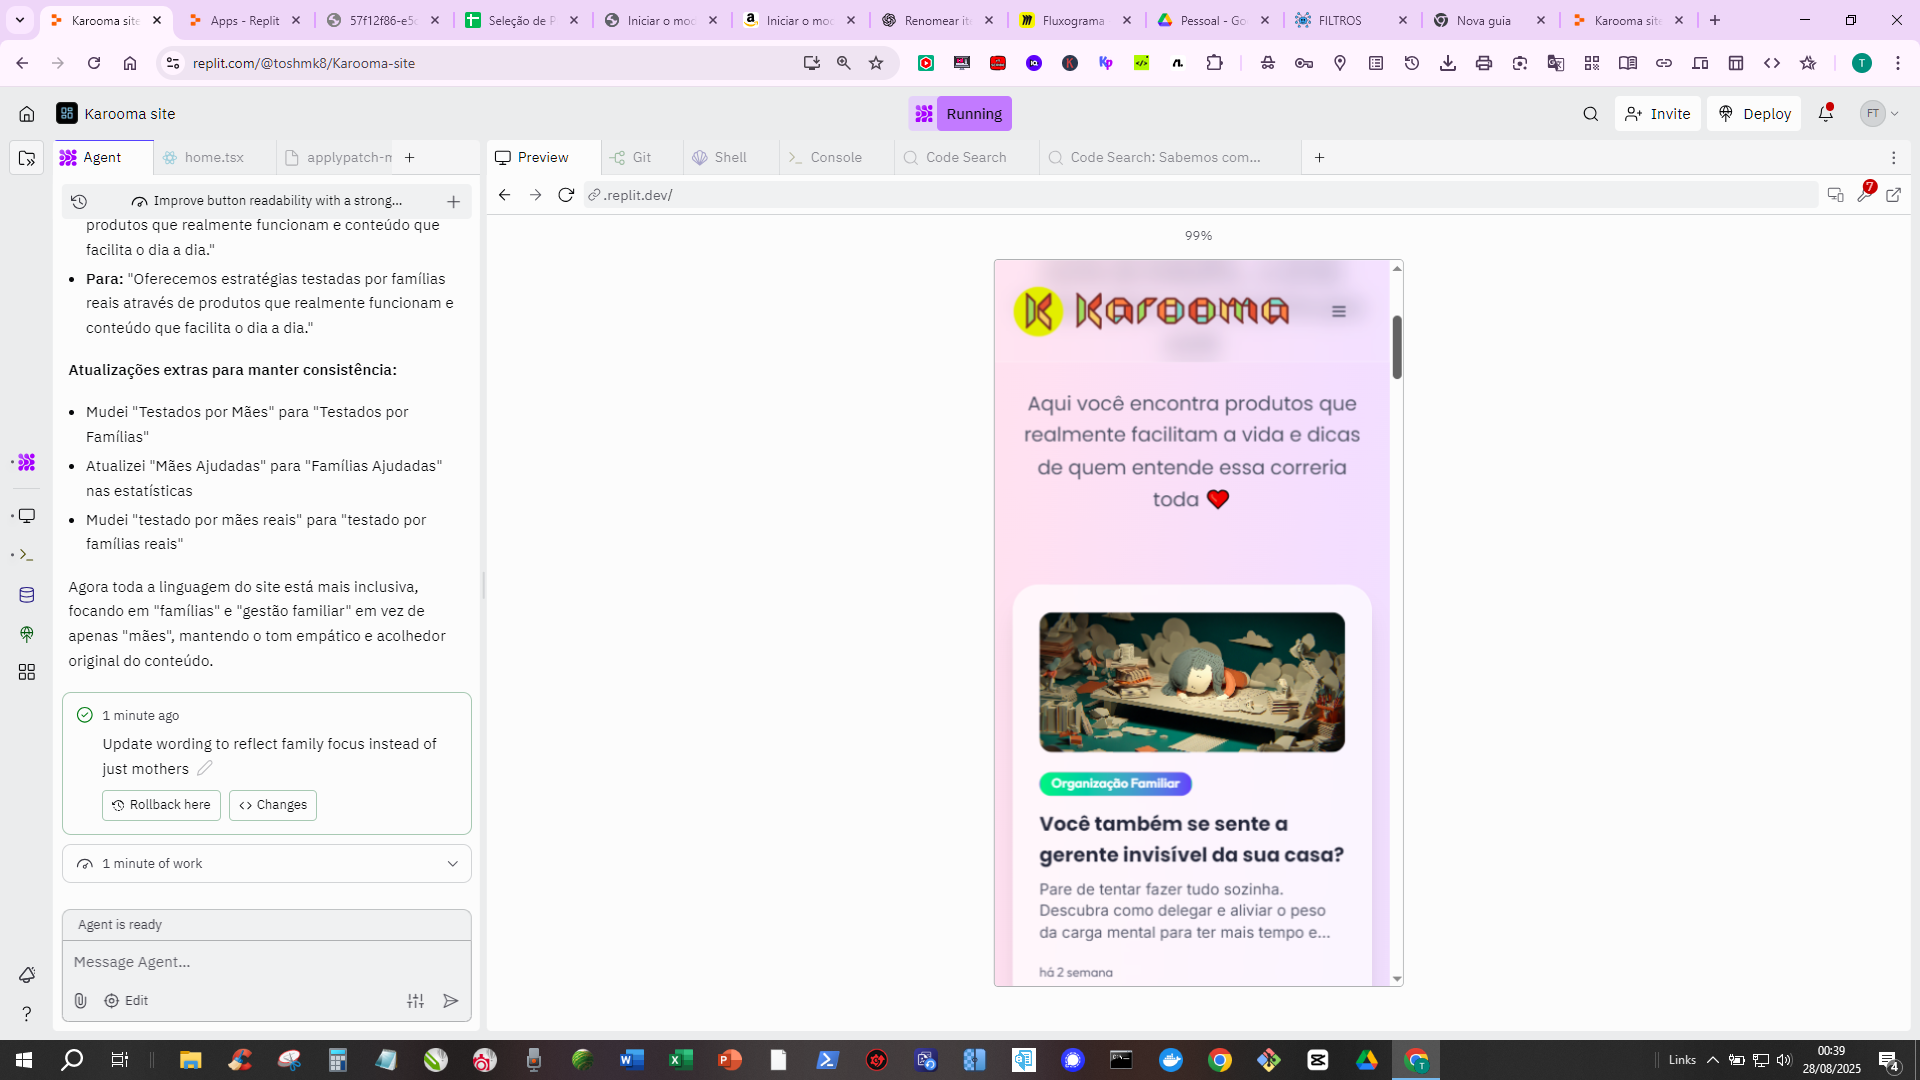 Karooma site
Apps - Replit
57f12f86-e5c
Seleção de P
Iniciar o moc
Iniciar o moc
Renomear ite
Fluxograma
Pessoal - Go
FILTROS
Nova guia
Karooma site
replit.com/@toshmk8/Karooma-site
Karooma site
Running
Invite
Deploy
FT
Agent
home.tsx
applypatch-m
Preview
Git
Shell
Console
Code Search
Code Search: Sabemos com...
Improve button readability with a strong...
.replit.dev/
7
99%
produtos que realmente funcionam e conteúdo que
facilita o dia a dia."
• Para: "Oferecemos estratégias testadas por famílias
reais através de produtos que realmente funcionam e
conteúdo que facilita o dia a dia."
Atualizações extras para manter consistência:
• Mudei "Testados por Mães" para "Testados por
Famílias"
• Atualizei "Mães Ajudadas" para "Famílias Ajudadas"
nas estatísticas
• Mudei "testado por mães reais" para "testado por
famílias reais"
Agora toda a linguagem do site está mais inclusiva,
focando em "famílias" e "gestão familiar" em vez de
apenas "mães", mantendo o tom empático e acolhedor
original do conteúdo.
1 minute ago
Update wording to reflect family focus instead of
just mothers
Rollback here
Changes
1 minute of work
Agent is ready
Message Agent...
Edit
K Karooma
Aqui você encontra produtos que
realmente facilitam a vida e dicas
de quem entende essa correria
toda ❤
Organização Familiar
Você também se sente a
gerente invisível da sua casa?
Pare de tentar fazer tudo sozinha.
Descubra como delegar e aliviar o peso
da carga mental para ter mais tempo e...
há 2 semana
Links
00:39
28/08/2025
4